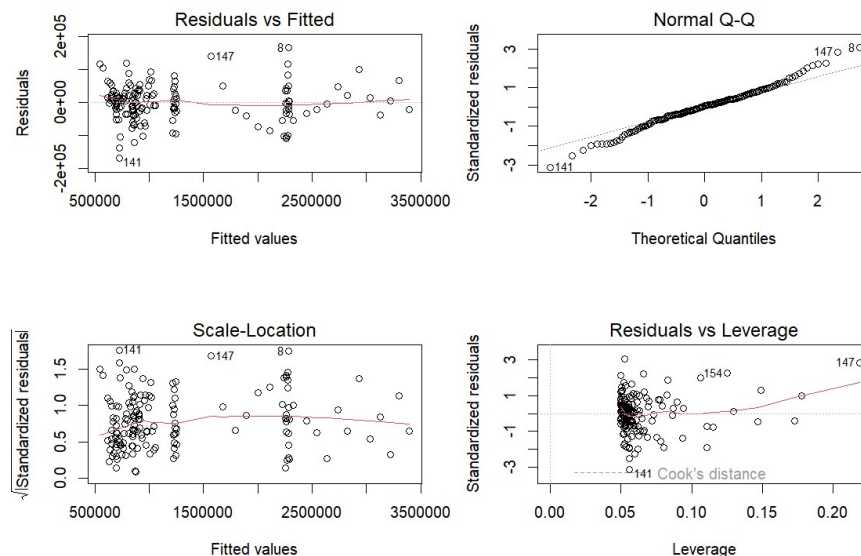 Residuals vs Fitted
Residuals
-2e+05
0e+00
2e+05
147
8
141
500000
1500000
2500000
3500000
Fitted values
Normal Q-Q
Standardized residuals
-3
-1
1
3
147
8
141
-2
-1
0
1
2
Theoretical Quantiles
Scale-Location
√|Standardized residuals|
0.0
0.5
1.0
1.5
141
147
8
500000
1500000
2500000
3500000
Fitted values
Residuals vs Leverage
Standardized residuals
-3
-1
1
3
147
154
141
Cook's distance
0.00
0.05
0.10
0.15
0.20
Leverage